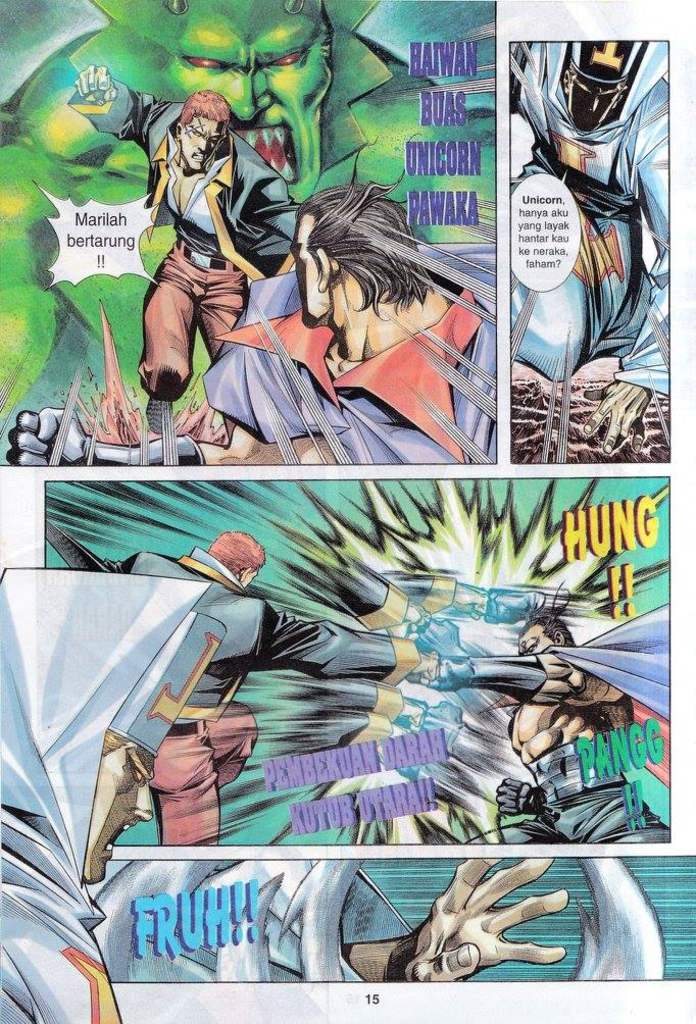 HAIWAN
BUAS
UNICORN
PAWAKA
Marilah
bertarung
!!
Unicorn,
hanya aku
yang layak
hantar kau
ke neraka,
faham?
HUNG
!!
PEMBEKUAN DARAH
KUTUB UTARA!!
PANGG
!!
FRUH!!
15